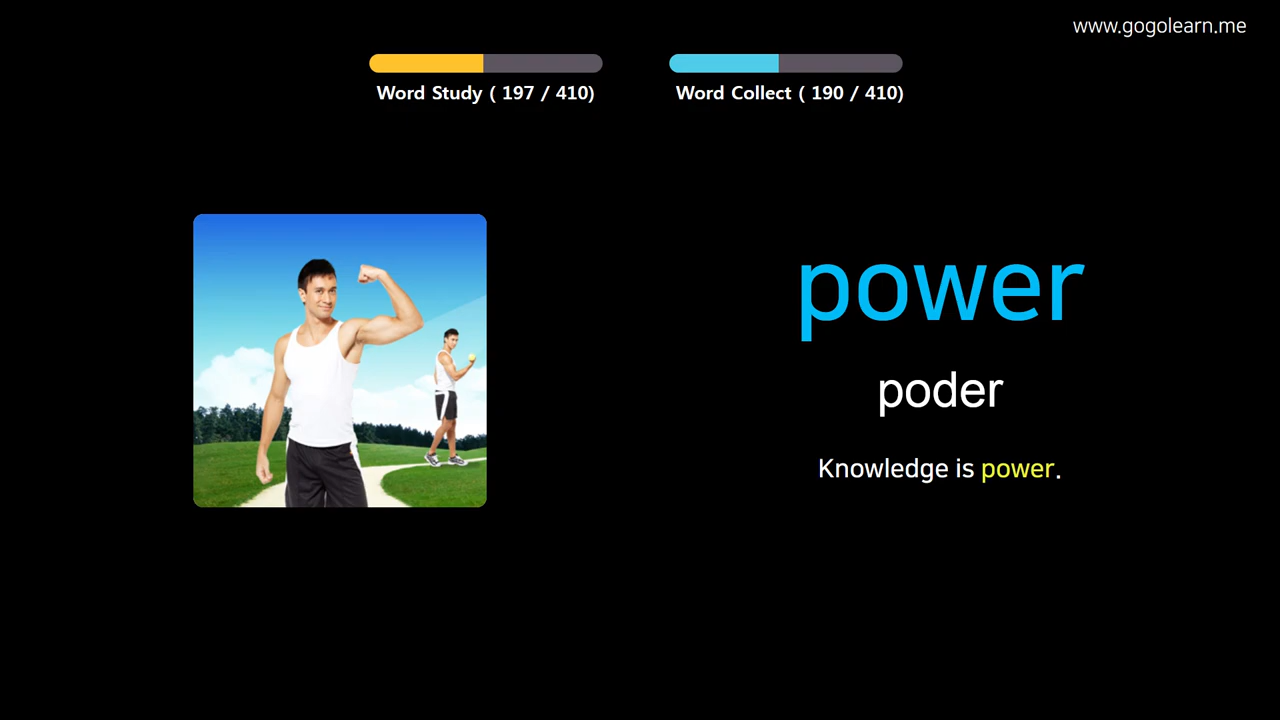 www.gogolearn.me
Word Study ( 197 / 410)
Word Collect ( 190 / 410)
power
poder
Knowledge is power.